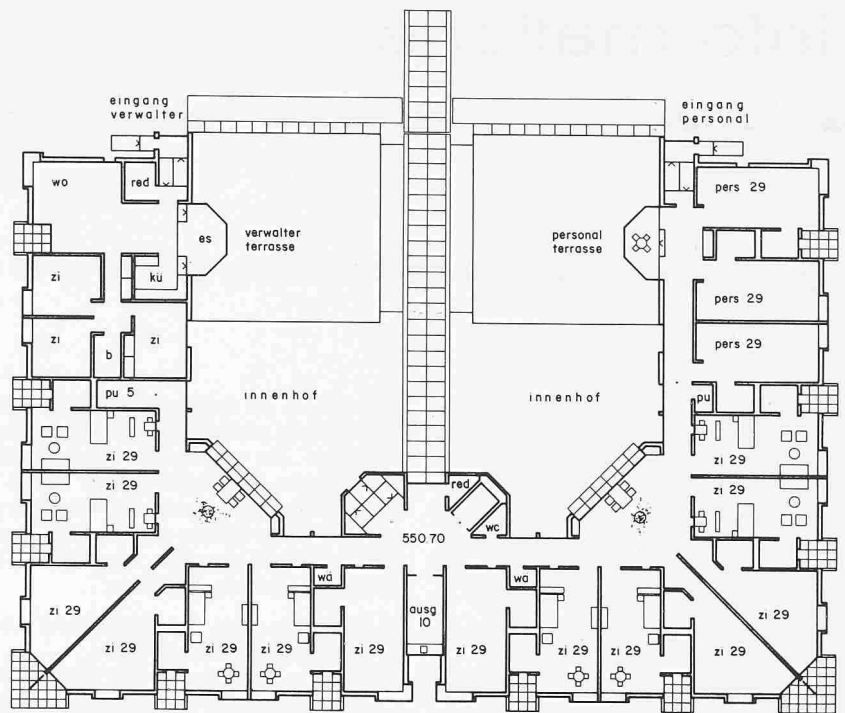 eingang
verwalter
eingang
personal
wo
red
pers 29
es
verwalter
terrasse
personal
terrasse
zi
kü
pers 29
zi
b
zi
pers 29
pu 5
innenhof
innenhof
pu
zi 29
zi 29
zi 29
zi 29
red
wc
550.70
wä
wä
zi 29
ausg
10
zi 29
zi 29
zi 29
zi 29
zi 29
zi 29
zi 29
zi 29
zi 29